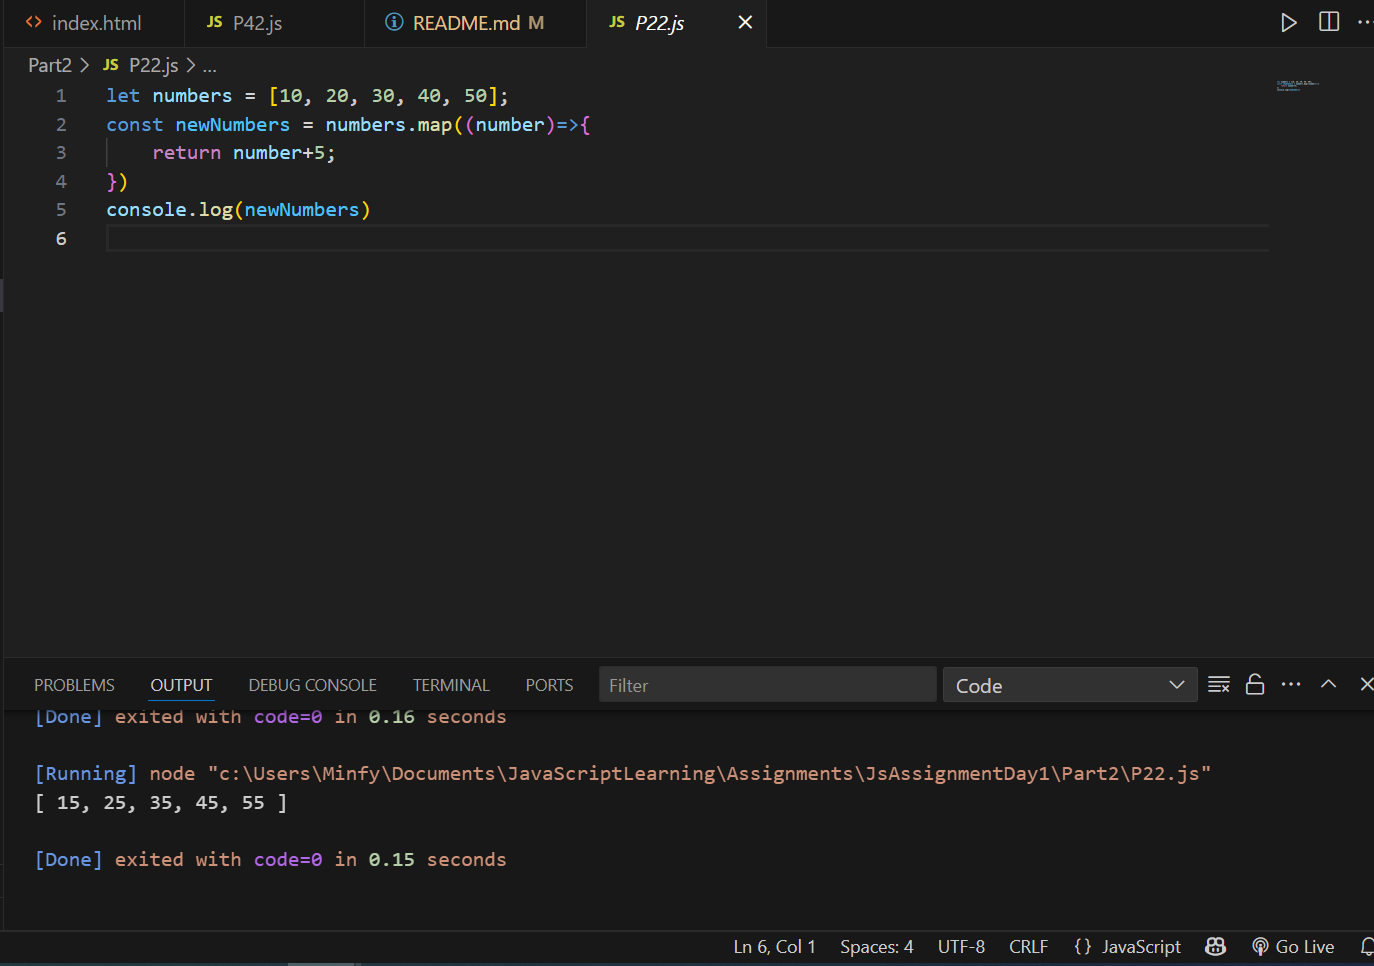 <> index.html JS P42.js README.md M JS P22.js
Part2 > JS P22.js > ...
1 let numbers = [10, 20, 30, 40, 50];
2 const newNumbers = numbers.map((number)=>{
3 return number+5;
4 })
5 console.log(newNumbers)
6
PROBLEMS OUTPUT DEBUG CONSOLE TERMINAL PORTS Filter Code
[Done] exited with code=0 in 0.16 seconds
[Running] node "c:\Users\Minfy\Documents\JavaScriptLearning\Assignments\JsAssignmentDay1\Part2\P22.js"
[ 15, 25, 35, 45, 55 ]
[Done] exited with code=0 in 0.15 seconds
Ln 6, Col 1 Spaces: 4 UTF-8 CRLF {} JavaScript Go Live